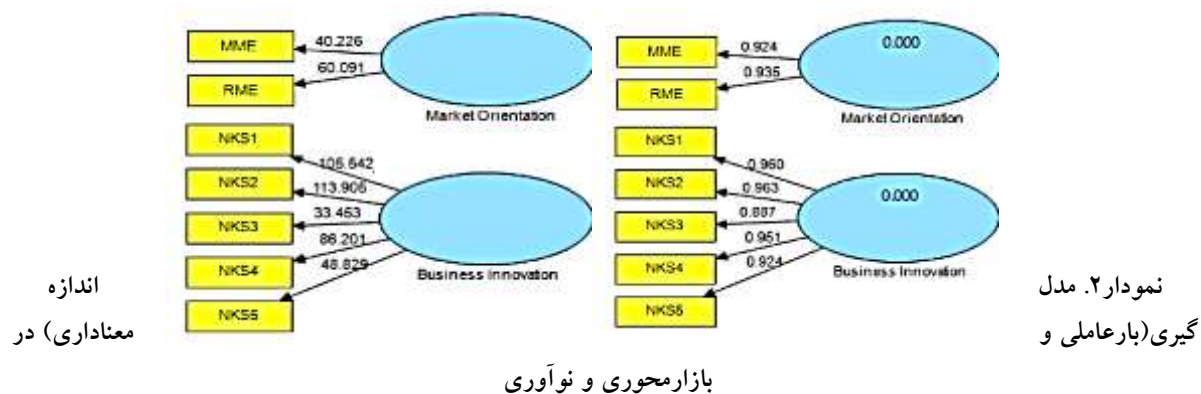 MME
40.226
RME
60.091
Market Orientation
NKS1
105.542
NKS2
113.905
NKS3
33.453
NKS4
86.201
NKS5
48.829
Business Innovation
MME
0.924
0.000
RME
0.935
Market Orientation
NKS1
0.960
NKS2
0.963
0.000
NKS3
0.887
NKS4
0.951
NKS5
0.924
Business Innovation
نمودار۲. مدل اندازه
گیری(بارعاملی و معناداری) در
بازارمحوری و نوآوری